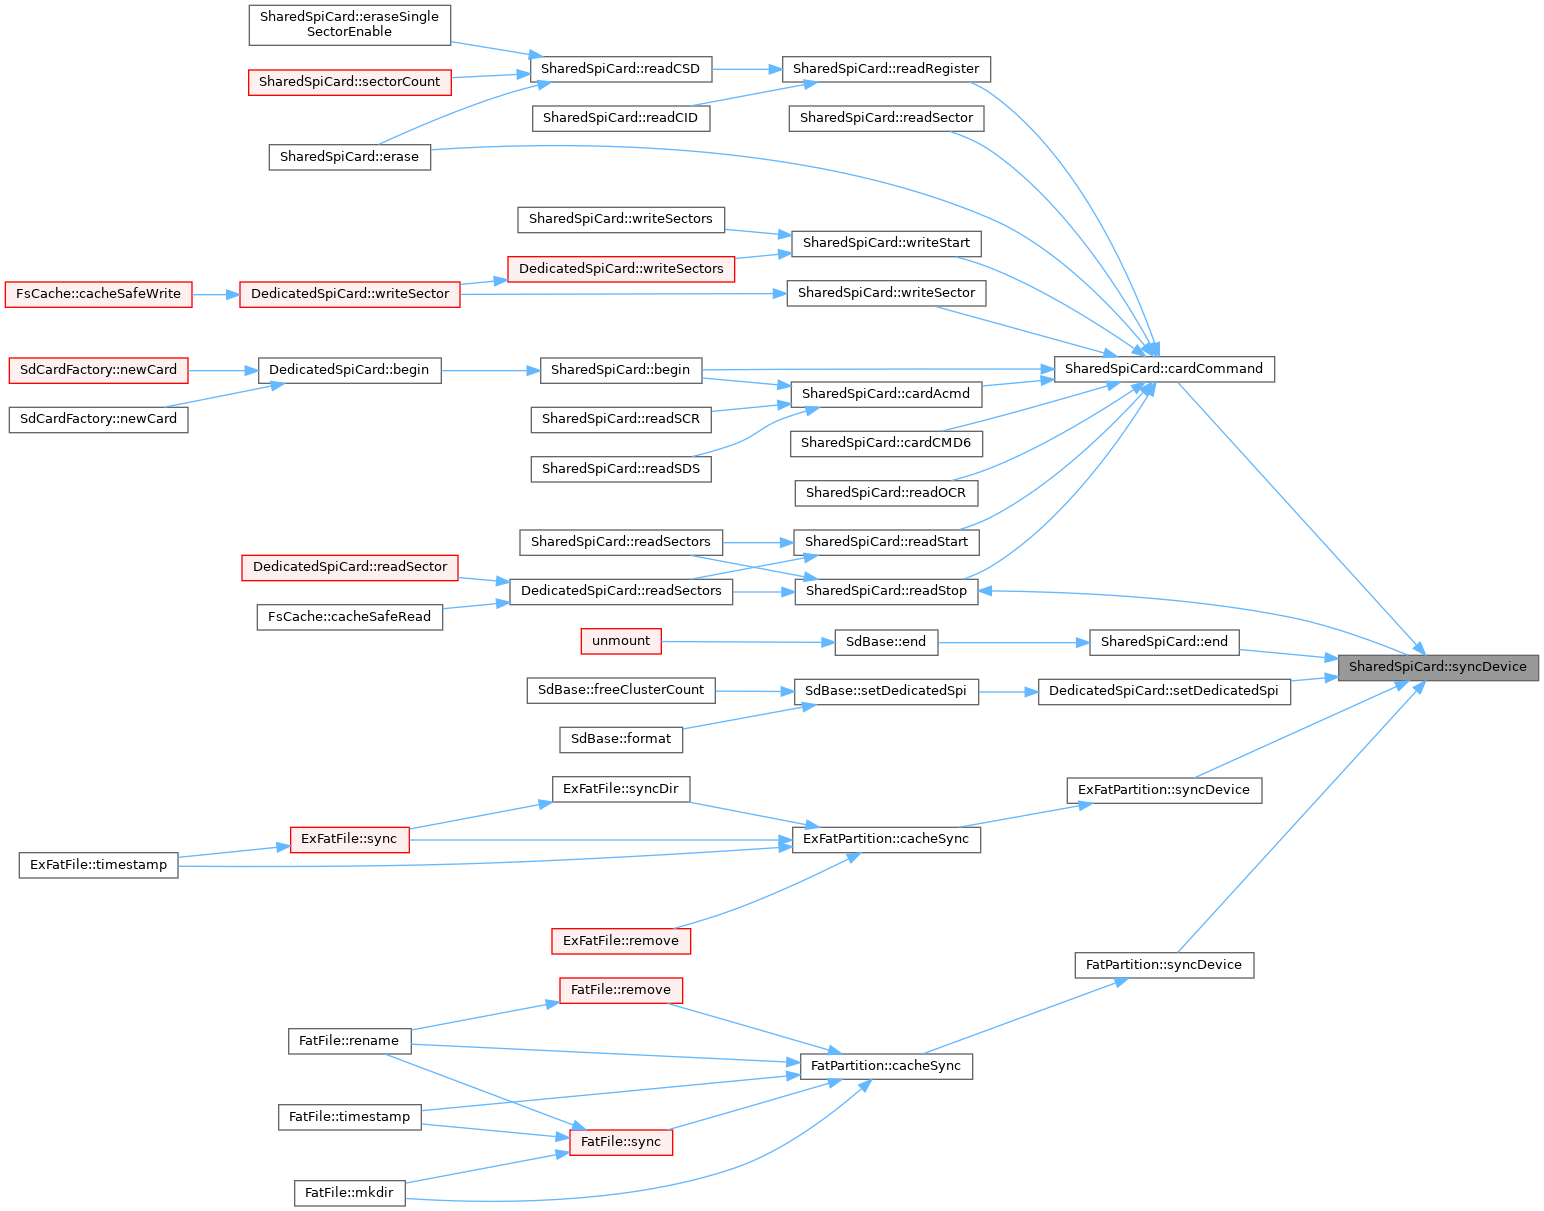 SharedSpiCard::eraseSingle
SectorEnable
SharedSpiCard::readCSD
SharedSpiCard::readRegister
SharedSpiCard::sectorCount
SharedSpiCard::readCID
SharedSpiCard::readSector
SharedSpiCard::erase
SharedSpiCard::writeSectors
SharedSpiCard::writeStart
DedicatedSpiCard::writeSectors
FsCache::cacheSafeWrite
DedicatedSpiCard::writeSector
SharedSpiCard::writeSector
SdCardFactory::newCard
DedicatedSpiCard::begin
SharedSpiCard::begin
SharedSpiCard::cardCommand
SharedSpiCard::cardAcmd
SdCardFactory::newCard
SharedSpiCard::readSCR
SharedSpiCard::cardCMD6
SharedSpiCard::readSDS
SharedSpiCard::readOCR
SharedSpiCard::readSectors
SharedSpiCard::readStart
DedicatedSpiCard::readSector
DedicatedSpiCard::readSectors
SharedSpiCard::readStop
FsCache::cacheSafeRead
unmount
SdBase::end
SharedSpiCard::end
SharedSpiCard::syncDevice
SdBase::freeClusterCount
SdBase::setDedicatedSpi
DedicatedSpiCard::setDedicatedSpi
SdBase::format
ExFatFile::syncDir
ExFatPartition::syncDevice
ExFatFile::sync
ExFatPartition::cacheSync
ExFatFile::timestamp
ExFatFile::remove
FatPartition::syncDevice
FatFile::remove
FatFile::rename
FatPartition::cacheSync
FatFile::timestamp
FatFile::sync
FatFile::mkdir